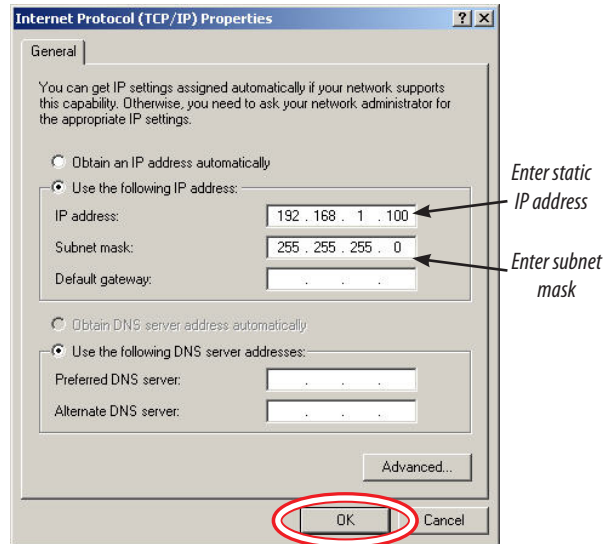 Internet Protocol (TCP/IP) Properties
General
You can get IP settings assigned automatically if your network supports
this capability. Otherwise, you need to ask your network administrator for
the appropriate IP settings.
Obtain an IP address automatically
Use the following IP address:
IP address:
192 . 168 . 1 . 100
Enter static
IP address
Subnet mask:
255 . 255 . 255 . 0
Enter subnet
mask
Default gateway:
. . .
Obtain DNS server address automatically
Use the following DNS server addresses:
Preferred DNS server:
. . .
Alternate DNS server:
. . .
Advanced...
OK
Cancel